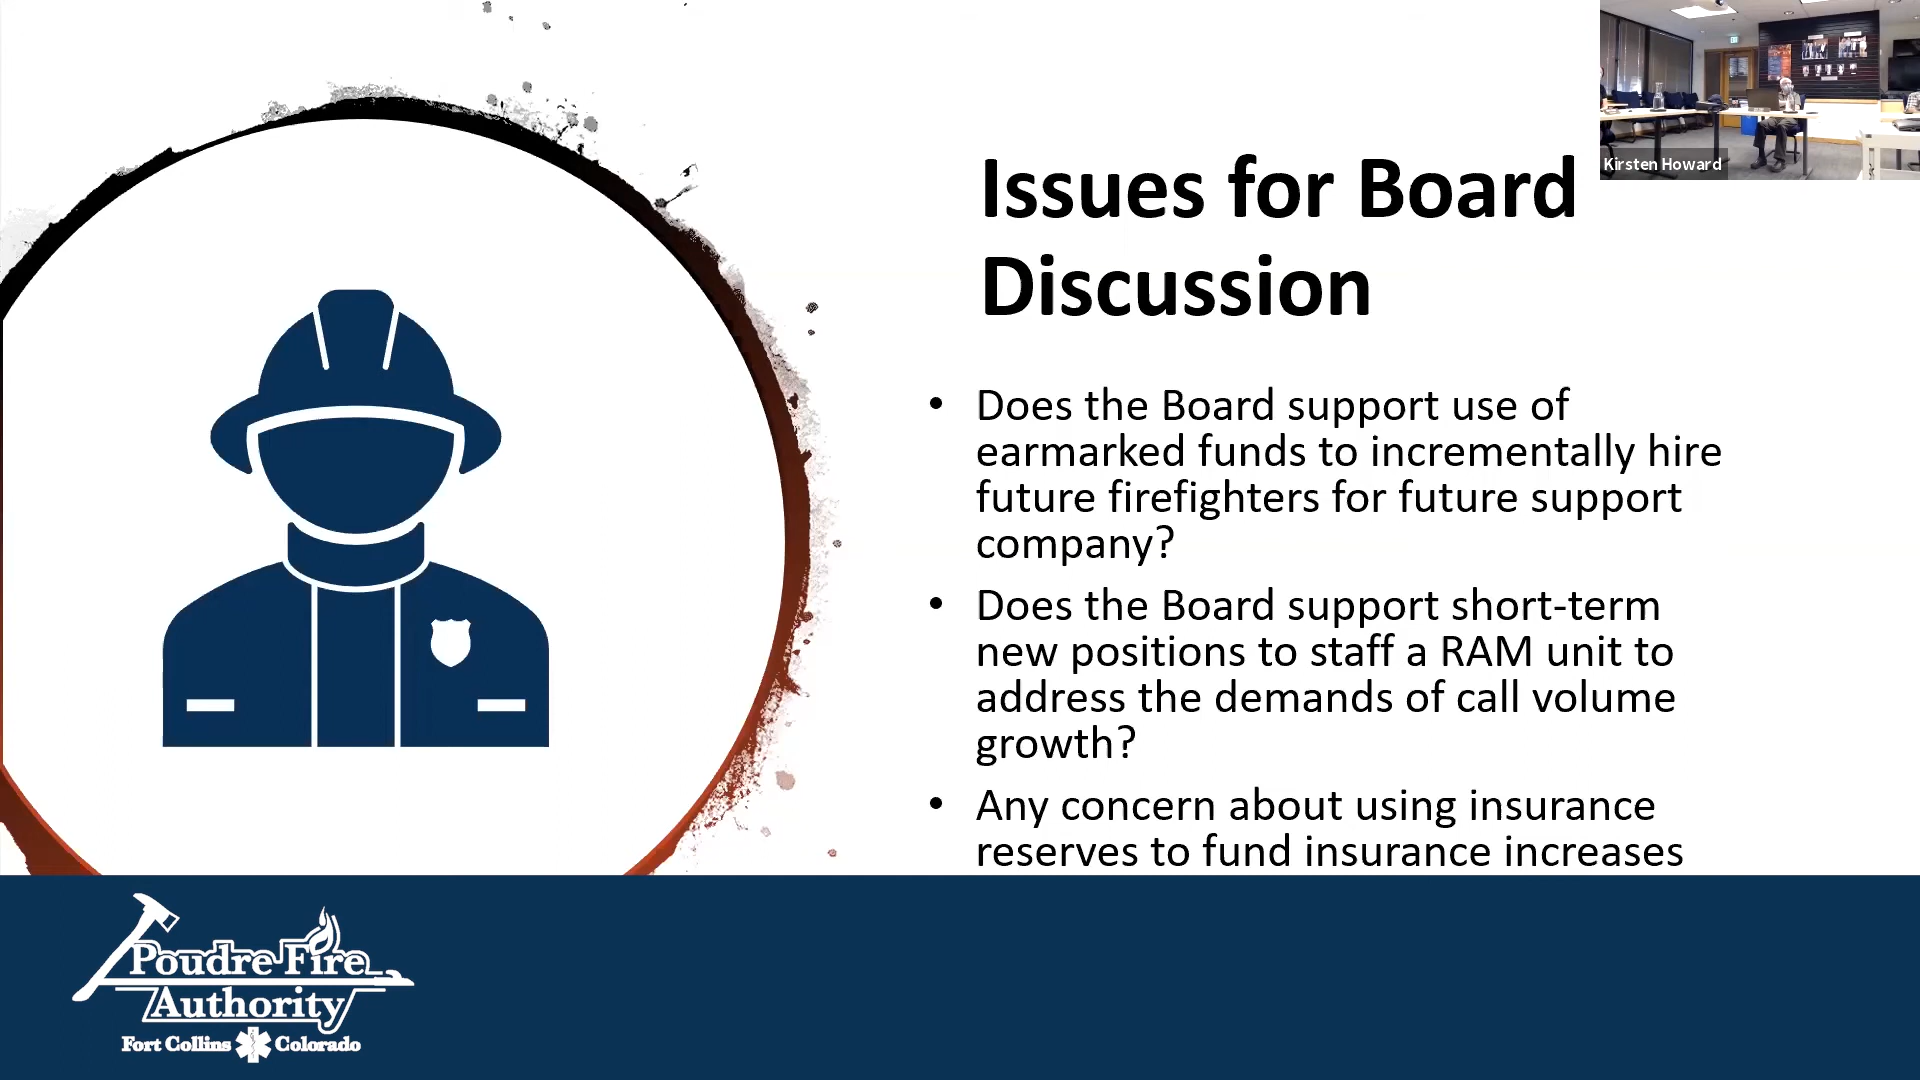 Kirsten Howard
Issues for Board
Discussion
• Does the Board support use of
earmarked funds to incrementally hire
future firefighters for future support
company?
• Does the Board support short-term
new positions to staff a RAM unit to
address the demands of call volume
growth?
• Any concern about using insurance
reserves to fund insurance increases
Poudre Fire
Authority
Fort Collins Colorado